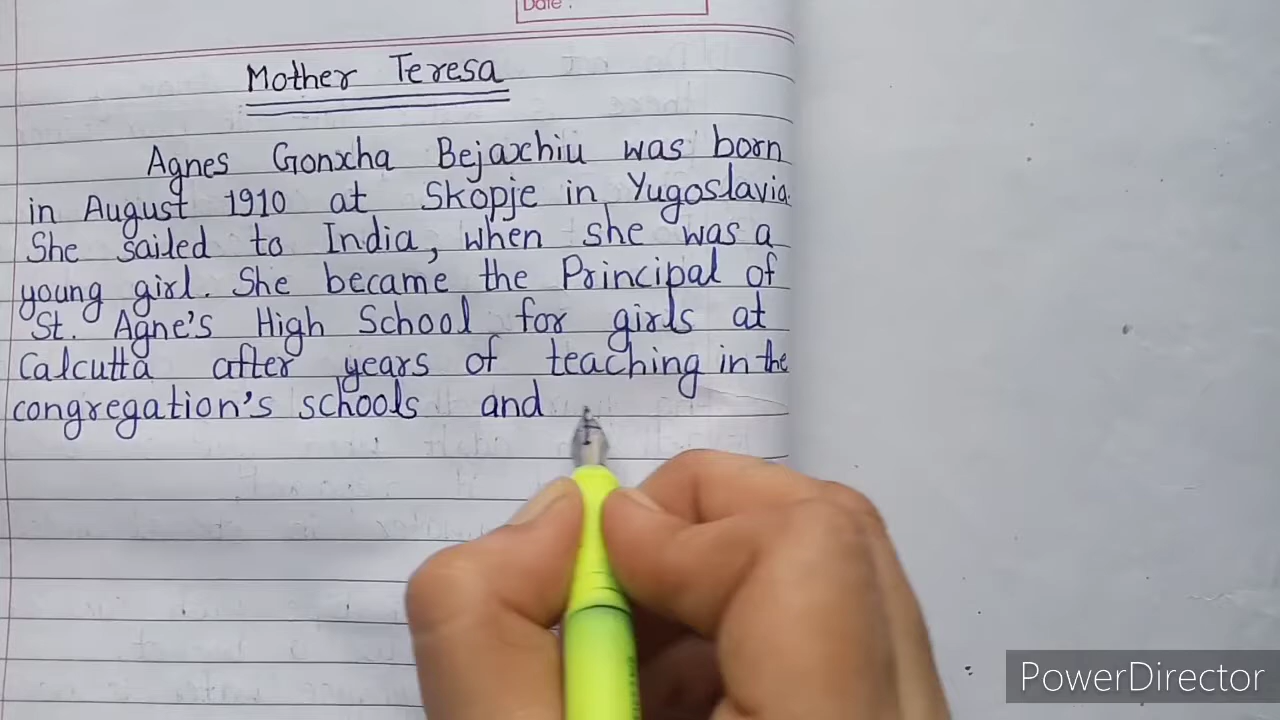 Date :
Mother Teresa
Agnes Gonxha Bejaxhiu was born
in August 1910 at Skopje in Yugoslavia.
She sailed to India, when she was a
young girl. She became the Principal of
St. Agne's High School for girls at
Calcutta after years of teaching in the
congregation's schools and
PowerDirector